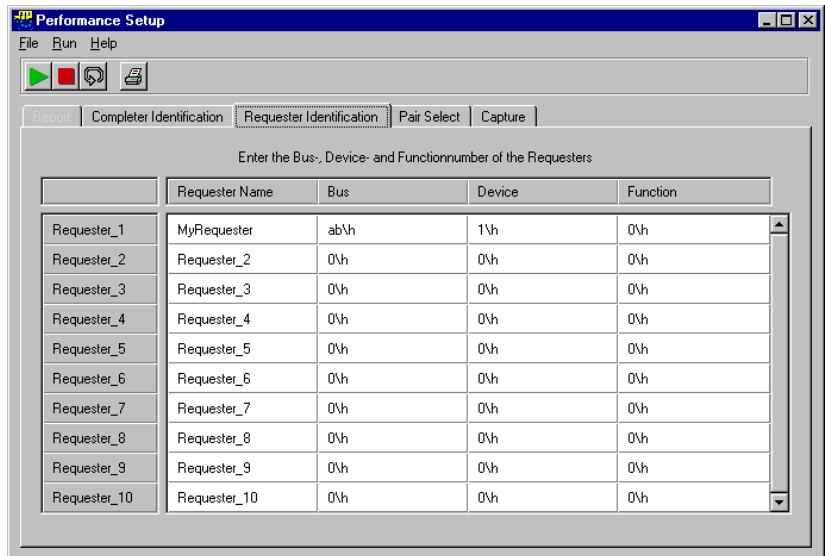 Performance Setup
File Run Help
Report Completer Identification Requester Identification Pair Select Capture
Enter the Bus-, Device- and Functionnumber of the Requesters
Requester Name Bus Device Function
Requester_1 MyRequester ab\h 1\h 0\h
Requester_2 Requester_2 0\h 0\h 0\h
Requester_3 Requester_3 0\h 0\h 0\h
Requester_4 Requester_4 0\h 0\h 0\h
Requester_5 Requester_5 0\h 0\h 0\h
Requester_6 Requester_6 0\h 0\h 0\h
Requester_7 Requester_7 0\h 0\h 0\h
Requester_8 Requester_8 0\h 0\h 0\h
Requester_9 Requester_9 0\h 0\h 0\h
Requester_10 Requester_10 0\h 0\h 0\h